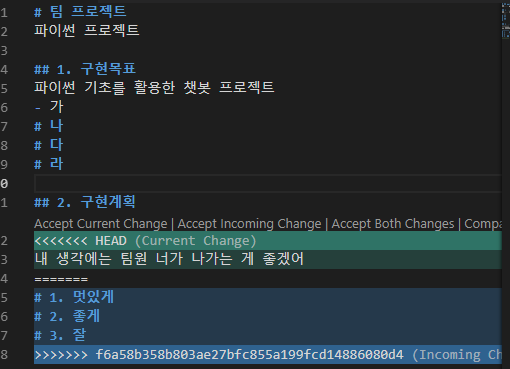 1 # 팀 프로젝트
2 파이썬 프로젝트
3
4 ## 1. 구현목표
5 파이썬 기초를 활용한 챗봇 프로젝트
6 - 가
7 # 나
8 # 다
9 # 라
0
1 ## 2. 구현계획
Accept Current Change | Accept Incoming Change | Accept Both Changes | Compa
2 <<<<<<< HEAD (Current Change)
3 내 생각에는 팀원 너가 나가는 게 좋겠어
4 =======
5 # 1. 멋있게
6 # 2. 좋게
7 # 3. 잘
8 >>>>>>> f6a58b358b803ae27bfc855a199fcd14886080d4 (Incoming Ch